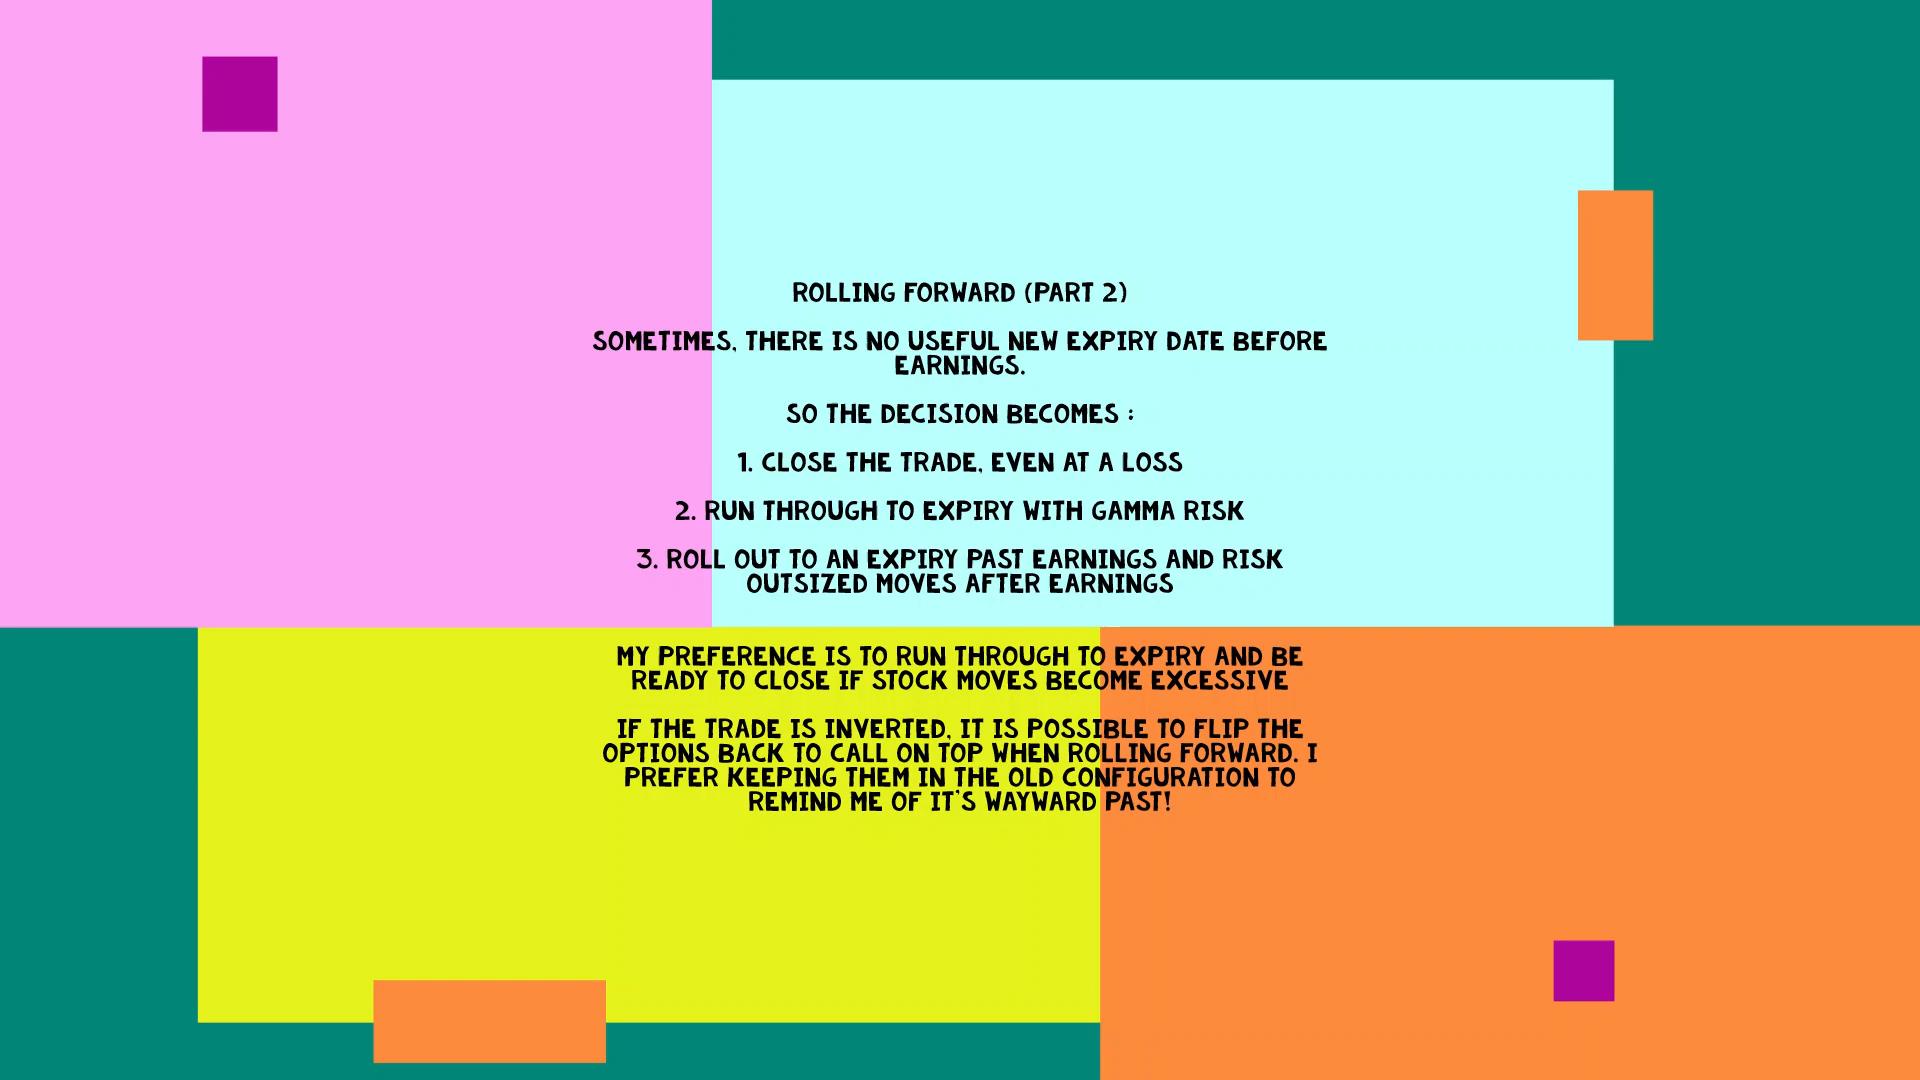 ROLLING FORWARD (PART 2)
SOMETIMES, THERE IS NO USEFUL NEW EXPIRY DATE BEFORE
EARNINGS.
SO THE DECISION BECOMES :
1. CLOSE THE TRADE, EVEN AT A LOSS
2. RUN THROUGH TO EXPIRY WITH GAMMA RISK
3. ROLL OUT TO AN EXPIRY PAST EARNINGS AND RISK
OUTSIZED MOVES AFTER EARNINGS
MY PREFERENCE IS TO RUN THROUGH TO EXPIRY AND BE
READY TO CLOSE IF STOCK MOVES BECOME EXCESSIVE
IF THE TRADE IS INVERTED, IT IS POSSIBLE TO FLIP THE
OPTIONS BACK TO CALL ON TOP WHEN ROLLING FORWARD. I
PREFER KEEPING THEM IN THE OLD CONFIGURATION TO
REMIND ME OF IT'S WAYWARD PAST!